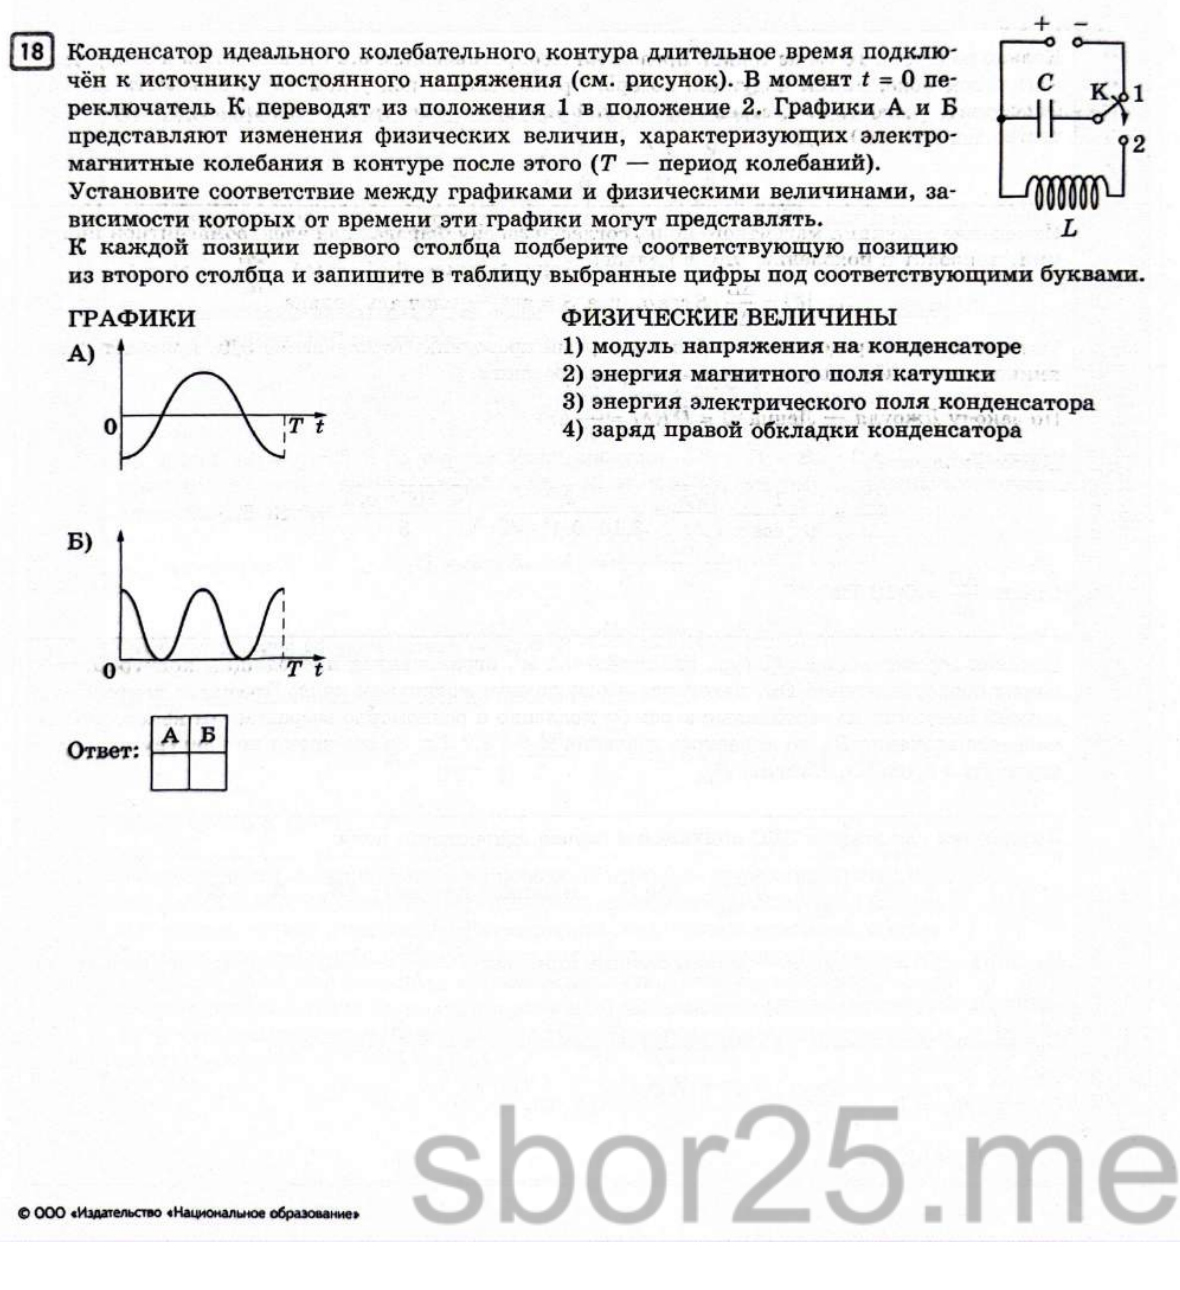 18 Конденсатор идеального колебательного контура длительное время подклю-
чён к источнику постоянного напряжения (см. рисунок). В момент t = 0 пе-
реключатель К переводят из положения 1 в положение 2. Графики А и Б
представляют изменения физических величин, характеризующих электро-
магнитные колебания в контуре после этого (T — период колебаний).
Установите соответствие между графиками и физическими величинами, за-
висимости которых от времени эти графики могут представлять.
К каждой позиции первого столбца подберите соответствующую позицию
из второго столбца и запишите в таблицу выбранные цифры под соответствующими буквами.
+ −
C
К
1
2
L
ГРАФИКИ
А)
0
T t
Б)
0
T t
ФИЗИЧЕСКИЕ ВЕЛИЧИНЫ
1) модуль напряжения на конденсаторе
2) энергия магнитного поля катушки
3) энергия электрического поля конденсатора
4) заряд правой обкладки конденсатора
Ответ:
А Б
sbor25.me
© ООО «Издательство «Национальное образование»